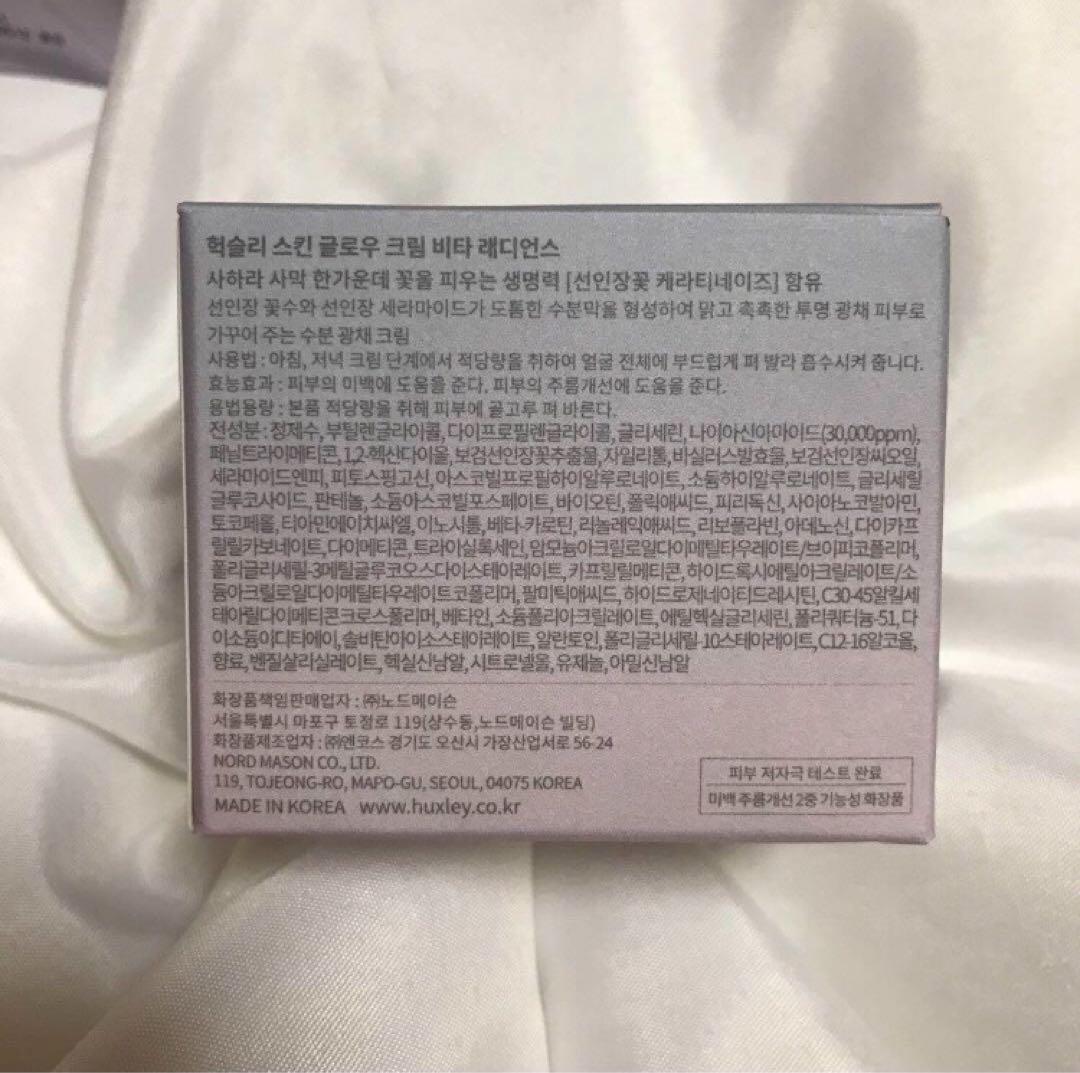 헉슬리 스킨 글로우 크림 비타 래디언스
사하라 사막 한가운데 꽃을 피우는 생명력 [선인장꽃 케라티네이즈] 함유
선인장 꽃수와 선인장 세라마이드가 도톰한 수분막을 형성하여 맑고 촉촉한 투명 광채 피부로
가꾸어 주는 수분 광채 크림
사용법 : 아침, 저녁 크림 단계에서 적당량을 취하여 얼굴 전체에 부드럽게 펴 발라 흡수시켜 줍니다.
효능효과 : 피부의 미백에 도움을 준다. 피부의 주름개선에 도움을 준다.
용법용량 : 본품 적당량을 취해 피부에 골고루 펴 바른다.
전성분 : 정제수, 부틸렌글라이콜, 다이프로필렌글라이콜, 글리세린, 나이아신아마이드(30,000ppm),
페닐트라이메티콘, 1,2-헥산다이올, 보검선인장꽃추출물, 자일리톨, 바실러스발효물, 보검선인장씨오일,
세라마이드엔피, 피토스핑고신, 아스코빌프로필하이알루로네이트, 소듐하이알루로네이트, 글리세릴
글루코사이드, 판테놀, 소듐아스코빌포스페이트, 바이오틴, 폴릭애씨드, 피리독신, 사이아노코발아민,
토코페롤, 티아민에이치씨엘, 이노시톨, 베타-카로틴, 리놀레익애씨드, 리보플라빈, 아데노신, 다이카프
릴릴카보네이트, 다이메티콘, 트라이실록세인, 암모늄아크릴로일다이메틸타우레이트/브이피코폴리머,
폴리글리세릴-3메틸글루코오스다이스테아레이트, 카프릴릴메티콘, 하이드록시에틸아크릴레이트/소
듐아크릴로일다이메틸타우레이트코폴리머, 팔미틱애씨드, 하이드로제네이티드레시틴, C30-45알킬세
테아릴다이메티콘크로스폴리머, 베타인, 소듐폴리아크릴레이트, 에틸헥실글리세린, 폴리쿼터늄-51, 다
이소듐이디티에이, 솔비탄아이소스테아레이트, 알란토인, 폴리글리세릴-10스테아레이트, C12-16알코올,
향료, 벤질살리실레이트, 헥실신남알, 시트로넬올, 유제놀, 아밀신남알
화장품책임판매업자 : ㈜노드메이슨
서울특별시 마포구 토정로 119(상수동, 노드메이슨 빌딩)
화장품제조업자 : ㈜엔코스 경기도 오산시 가장산업서로 56-24
NORD MASON CO., LTD.
119, TOJEONG-RO, MAPO-GU, SEOUL, 04075 KOREA
MADE IN KOREA www.huxley.co.kr
피부 저자극 테스트 완료
미백 주름개선 2중 기능성 화장품